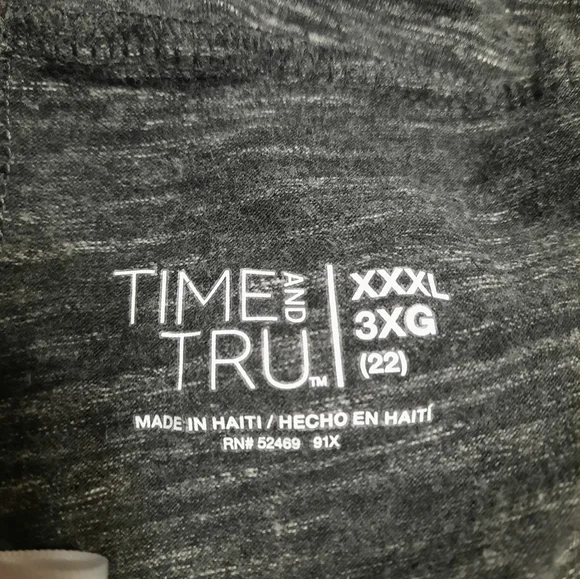 TIME AND
TRU™
XXXL
3XG
(22)
MADE IN HAITI / HECHO EN HAITÍ
RN# 52469 91X